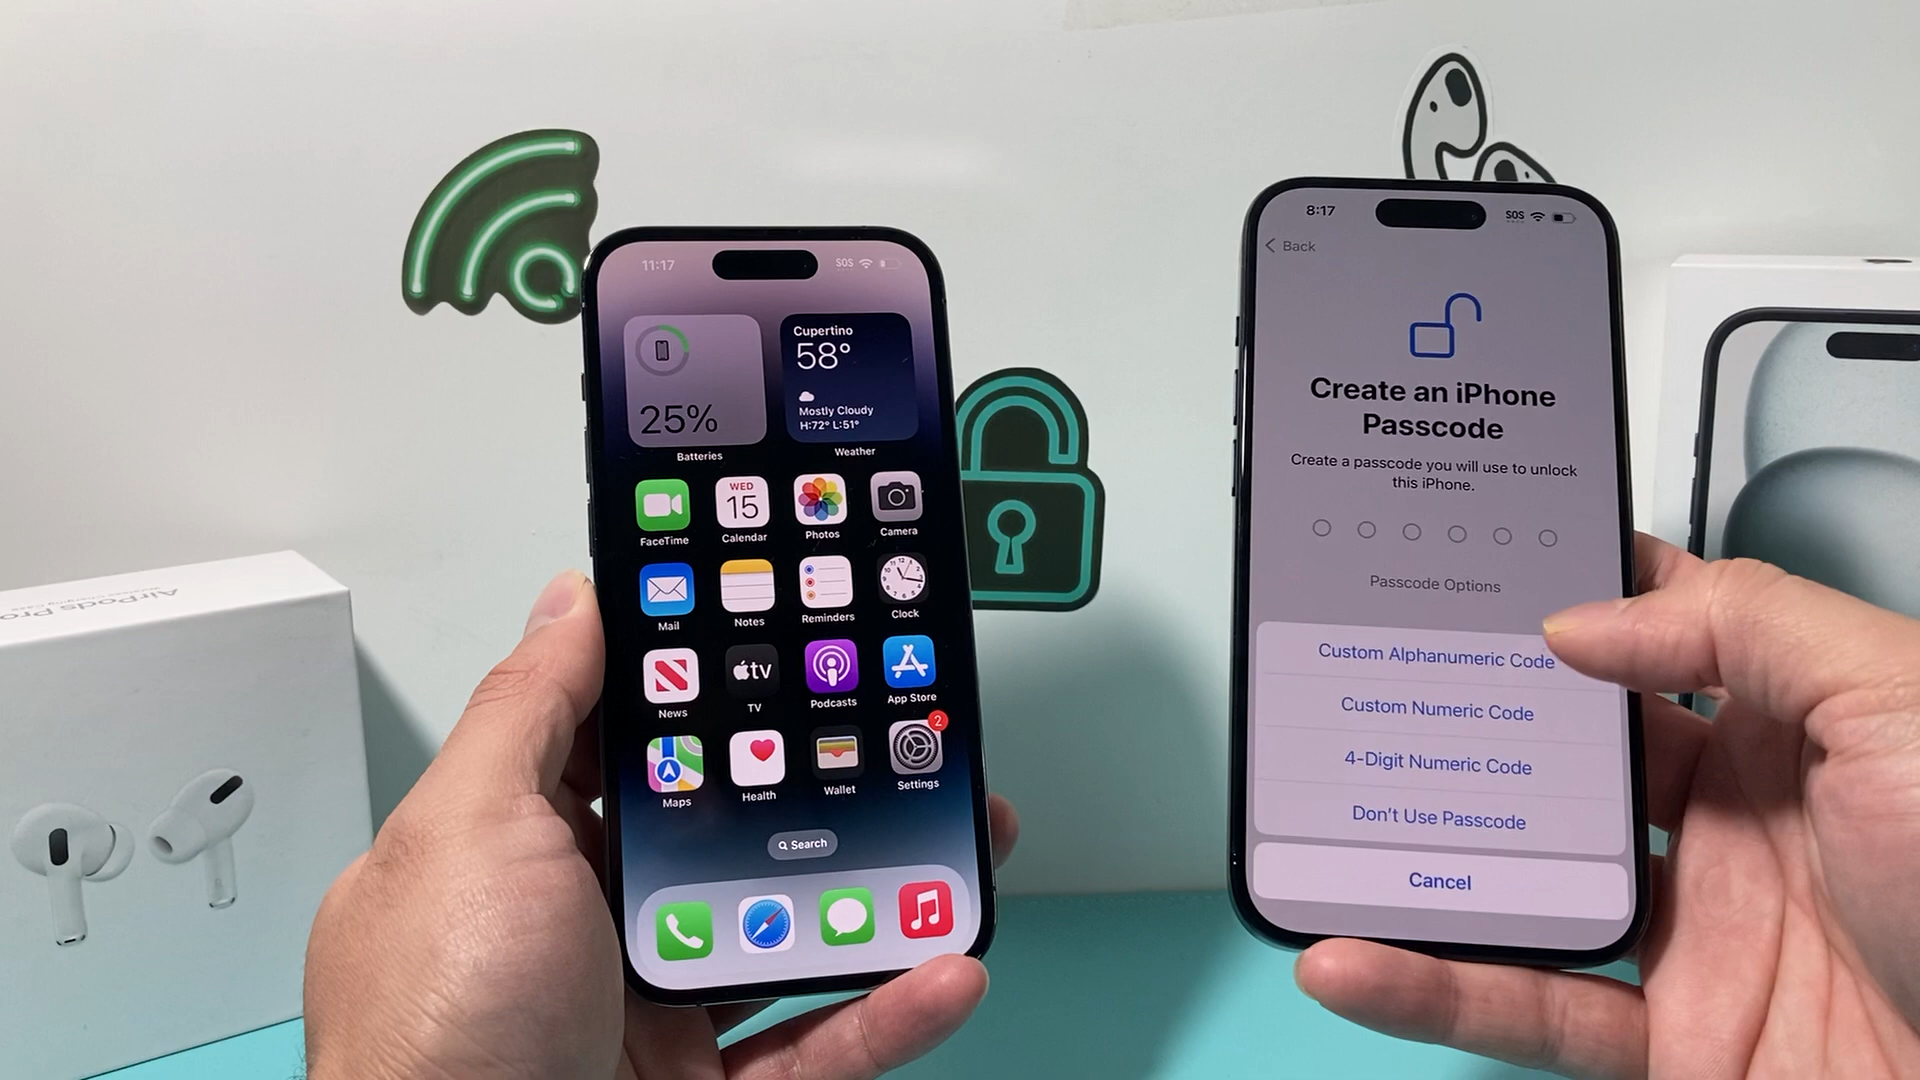 AirPods Pro
11:17
SOS
25%
Batteries
Cupertino
58°
Mostly Cloudy
H:72° L:51°
Weather
FaceTime
WED
15
Calendar
Photos
Camera
Mail
Notes
Reminders
Clock
News
tv
TV
Podcasts
App Store
Maps
Health
Wallet
2
Settings
Search
8:17
SOS
Back
Create an iPhone
Passcode
Create a passcode you will use to unlock
this iPhone.
Passcode Options
Custom Alphanumeric Code
Custom Numeric Code
4-Digit Numeric Code
Don't Use Passcode
Cancel